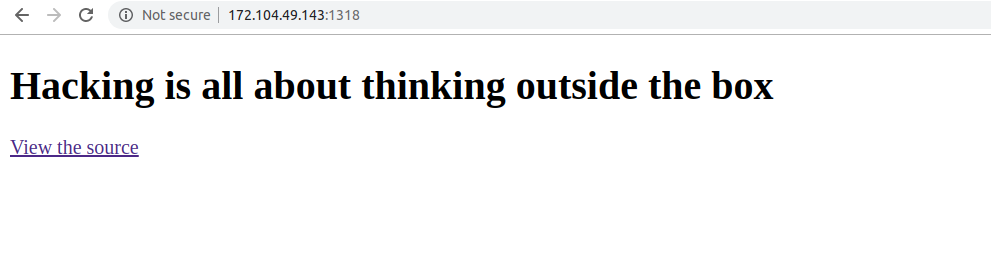 Not secure | 172.104.49.143:1318
Hacking is all about thinking outside the box
View the source